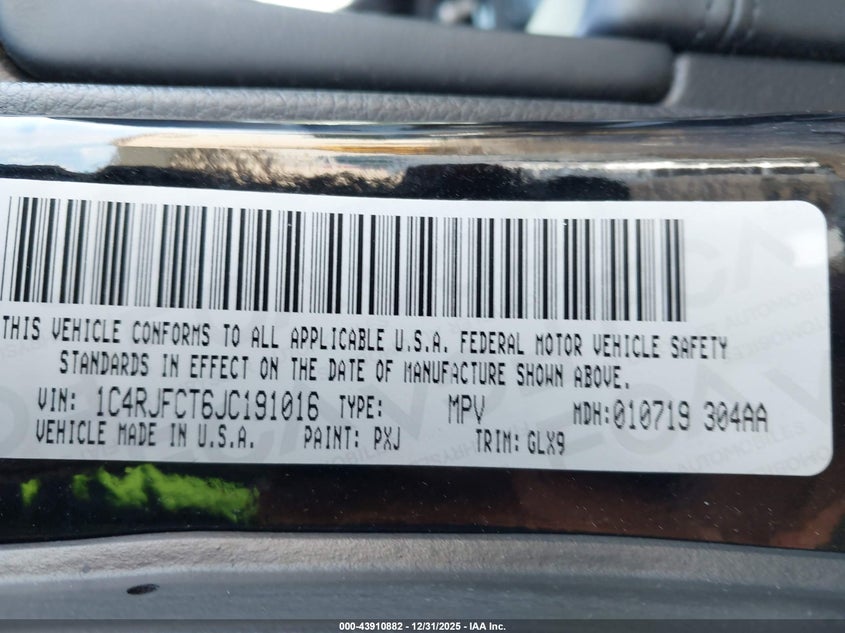 THIS VEHICLE CONFORMS TO ALL APPLICABLE U.S.A. FEDERAL MOTOR VEHICLE SAFETY
STANDARDS IN EFFECT ON THE DATE OF MANUFACTURE SHOWN ABOVE.
VIN: 1C4RJFCT6JC191016 TYPE: MPV MDH:010719 304AA
VEHICLE MADE IN U.S.A. PAINT: PXJ TRIM: GLX9
000-43910882 - 12/31/2025 - IAA Inc.